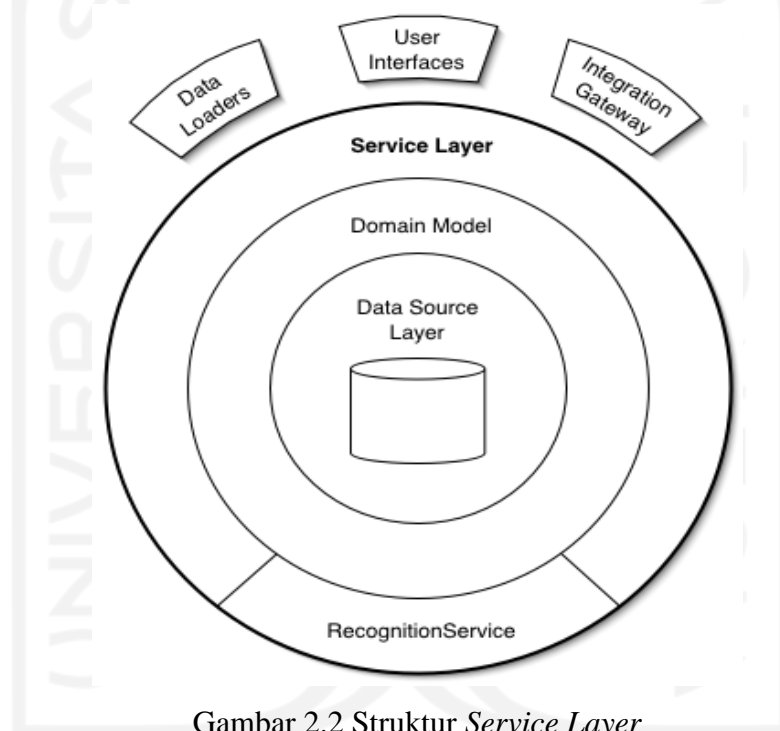 Data
Loaders
User
Interfaces
Integration
Gateway
Service Layer
Domain Model
Data Source
Layer
RecognitionService
Gambar 2.2 Struktur Service Layer